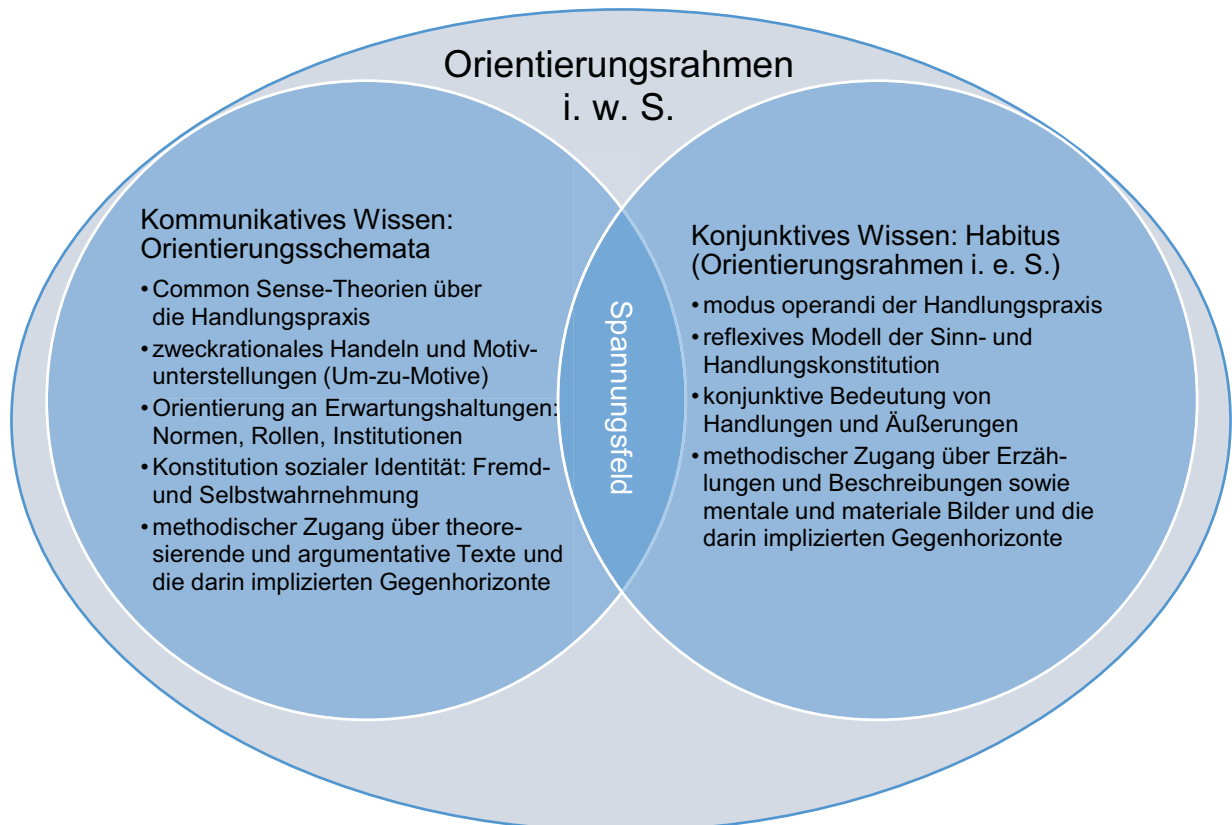 Orientierungsrahmen
i. w. S.
Kommunikatives Wissen:
Orientierungsschemata
•Common Sense-Theorien über
die Handlungspraxis
•zweckrationales Handeln und Motiv-
unterstellungen (Um-zu-Motive)
•Orientierung an Erwartungshaltungen:
Normen, Rollen, Institutionen
•Konstitution sozialer Identität: Fremd-
und Selbstwahrnehmung
•methodischer Zugang über theore-
sierende und argumentative Texte und
die darin implizierten Gegenhorizonte
Spannungsfeld
Konjunktives Wissen: Habitus
(Orientierungsrahmen i. e. S.)
•modus operandi der Handlungspraxis
•reflexives Modell der Sinn- und
Handlungskonstitution
•konjunktive Bedeutung von
Handlungen und Äußerungen
•methodischer Zugang über Erzäh-
lungen und Beschreibungen sowie
mentale und materiale Bilder und die
darin implizierten Gegenhorizonte